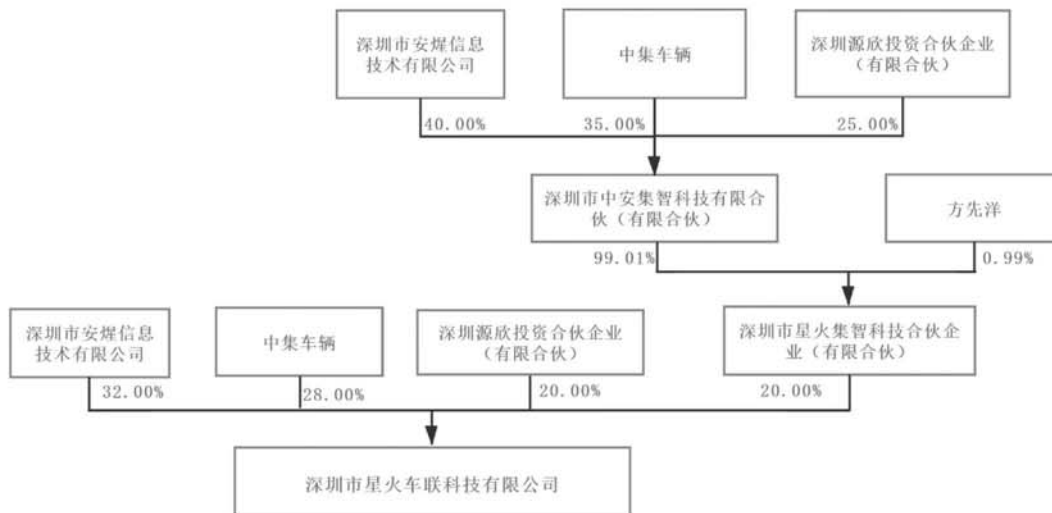 深圳市安煋信息
技术有限公司
中集车辆
深圳源欣投资合伙企业
（有限合伙）
40.00%
35.00%
25.00%
深圳市中安集智科技有限合
伙（有限合伙）
方先洋
99.01%
0.99%
深圳市安煋信息
技术有限公司
中集车辆
深圳源欣投资合伙企业
（有限合伙）
深圳市星火集智科技合伙企
业（有限合伙）
32.00%
28.00%
20.00%
20.00%
深圳市星火车联科技有限公司